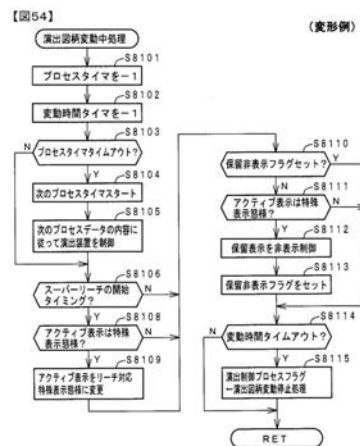 【図54】
(変形例)
演出図柄変動中処理
S8101
プロセスタイマを−1
S8102
変動時間タイマを−1
S8103
プロセスタイマタイムアウト?
N
Y
S8104
次のプロセスタイマスタート
S8105
次のプロセスデータの内容に
従って演出装置を制御
S8106
スーパーリーチの開始
タイミング?
N
Y
S8108
アクティブ表示は特殊
表示態様?
N
Y
S8109
アクティブ表示をリーチ対応
特殊表示態様に変更
S8110
保留非表示フラグセット?
Y
N
S8111
アクティブ表示は特殊
表示態様?
N
Y
S8112
保留表示を非表示制御
S8113
保留非表示フラグをセット
S8114
変動時間タイムアウト?
N
Y
S8115
演出制御プロセスフラグ
←演出図柄変動停止処理
RET